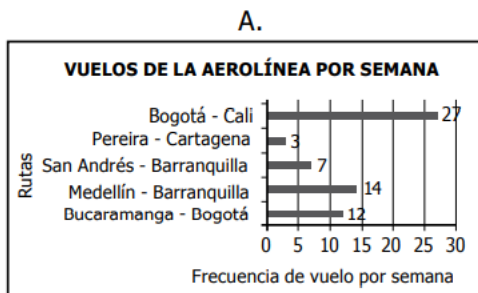 A.
VUELOS DE LA AEROLÍNEA POR SEMANA
Rutas
Bogotá - Cali 27
Pereira - Cartagena 3
San Andrés - Barranquilla 7
Medellín - Barranquilla 14
Bucaramanga - Bogotá 12
0 5 10 15 20 25 30
Frecuencia de vuelo por semana